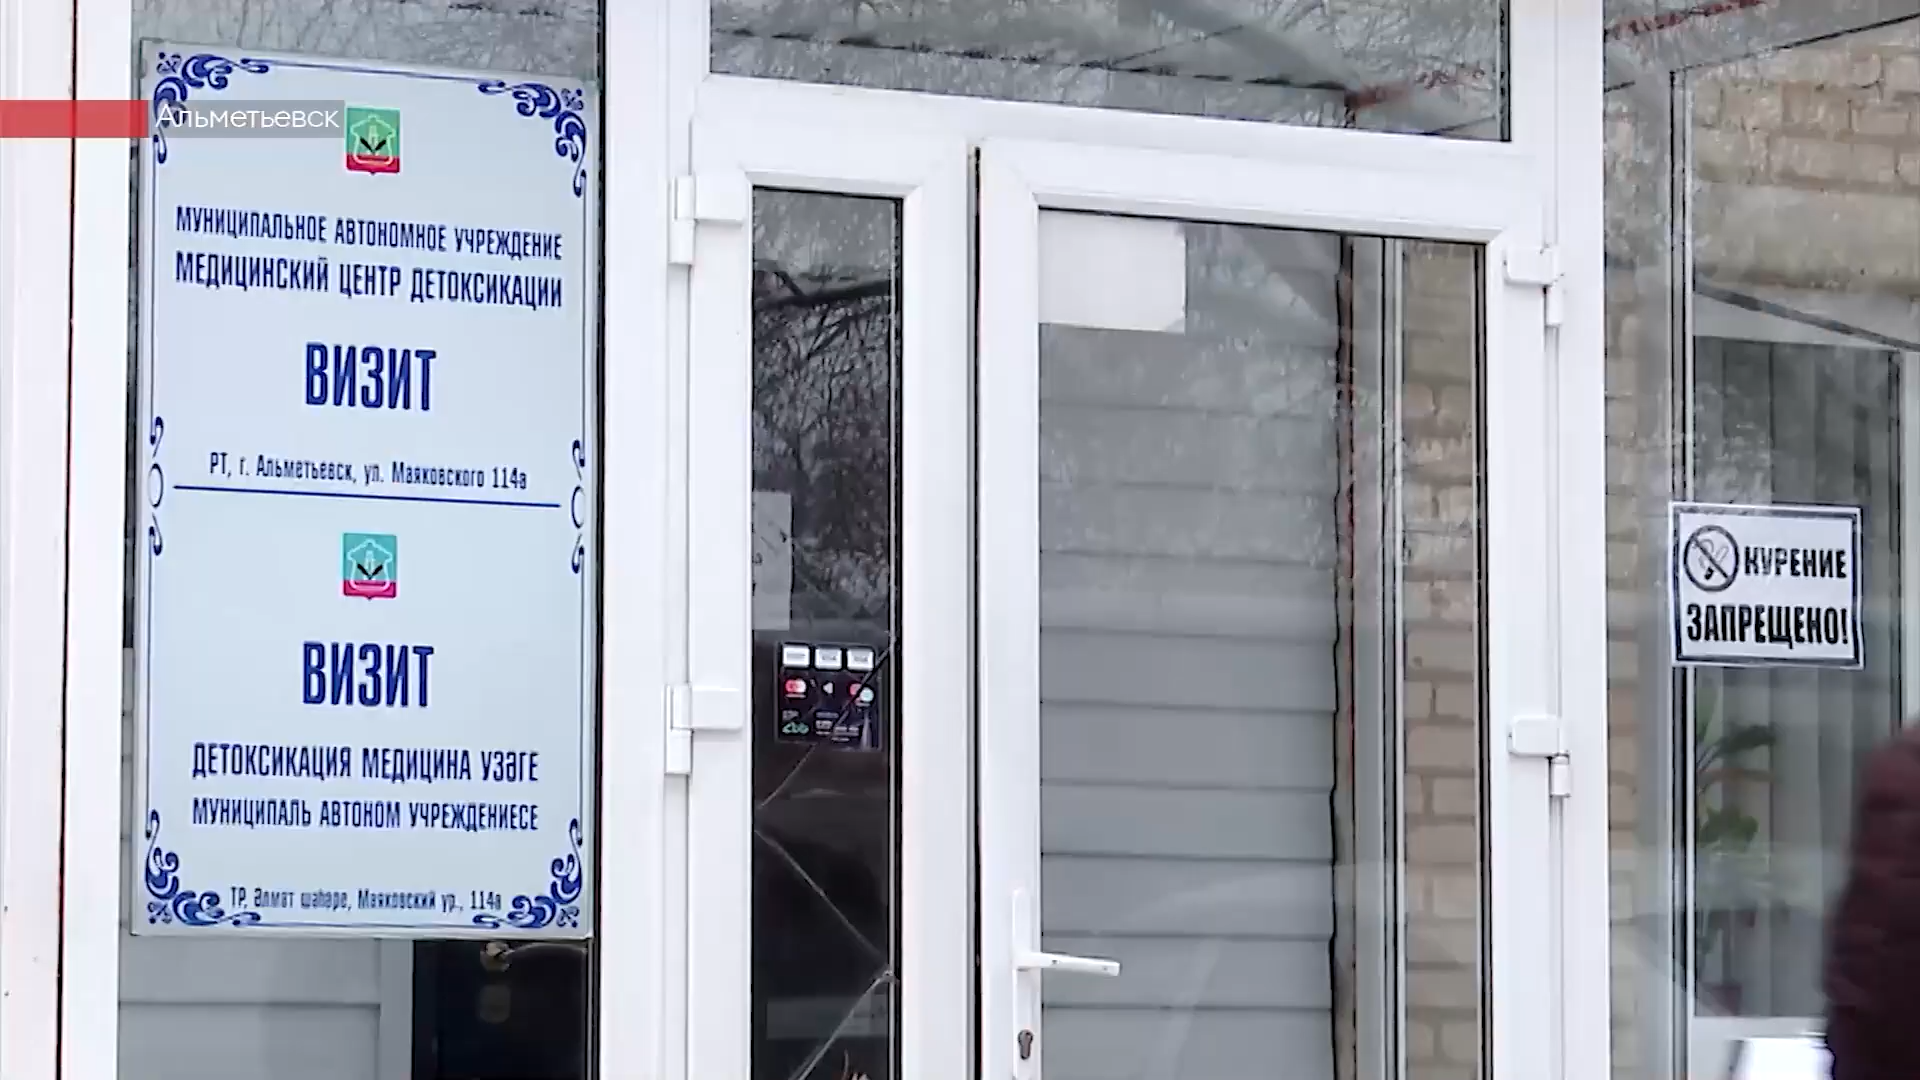 Альметьевск
МУНИЦИПАЛЬНОЕ АВТОНОМНОЕ УЧРЕЖДЕНИЕ
МЕДИЦИНСКИЙ ЦЕНТР ДЕТОКСИКАЦИИ
ВИЗИТ
РТ, г. Альметьевск, ул. Маяковского 114а
ВИЗИТ
ДЕТОКСИКАЦИЯ МЕДИЦИНА УЗӘГЕ
МУНИЦИПАЛЬ АВТОНОМ УЧРЕЖДЕНИЕСЕ
ТР, Әлмәт шәһәре, Маяковский ур., 114а
КУРЕНИЕ
ЗАПРЕЩЕНО!